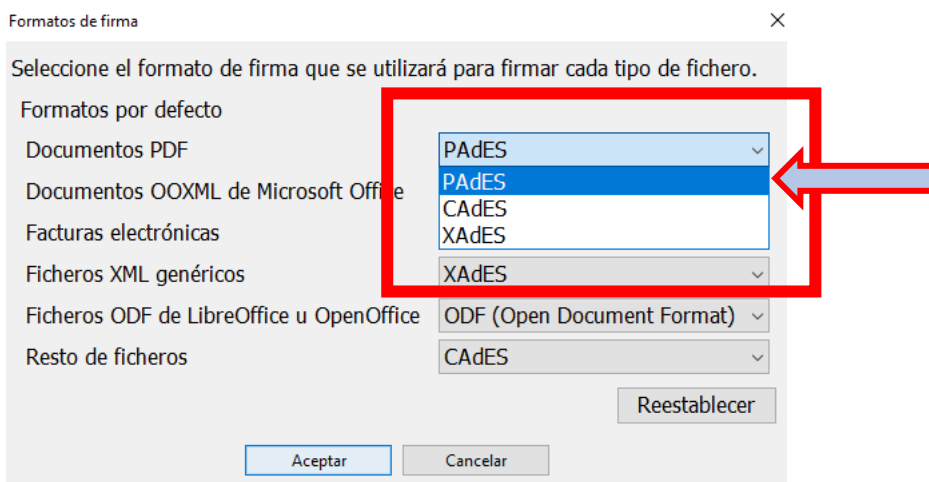 Formatos de firma
Seleccione el formato de firma que se utilizará para firmar cada tipo de fichero.
Formatos por defecto
Documentos PDF PAdES
PAdES
Documentos OOXML de Microsoft Office
CAdES
Facturas electrónicas XAdES
Ficheros XML genéricos XAdES
Ficheros ODF de LibreOffice u OpenOffice ODF (Open Document Format)
Resto de ficheros CAdES
Reestablecer
Aceptar Cancelar